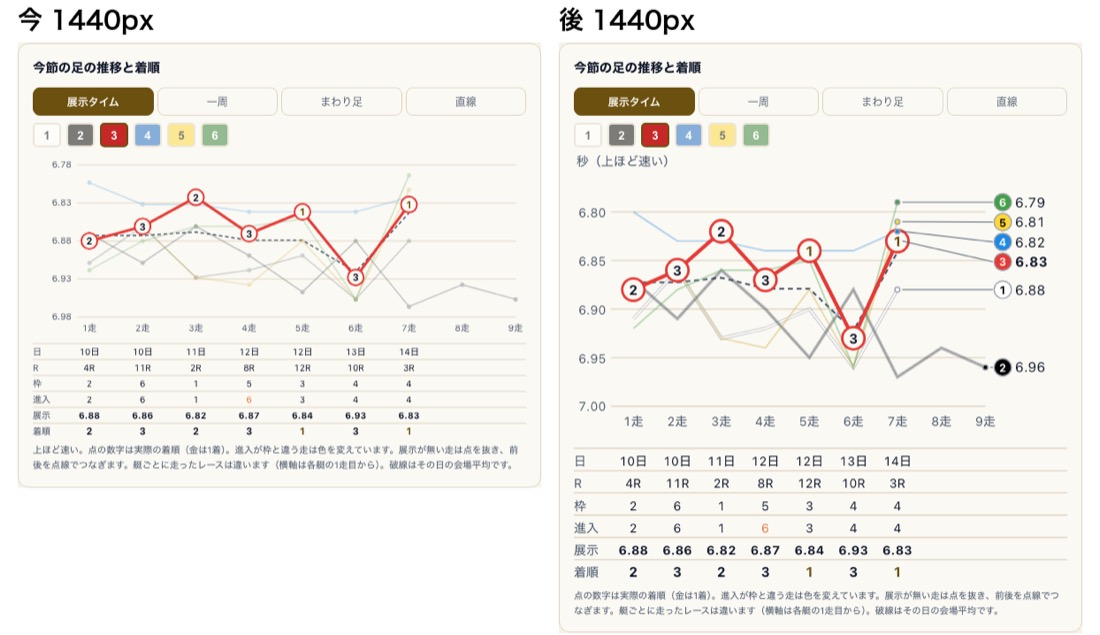 今 1440px
今節の足の推移と着順
展示タイム 一周 まわり足 直線
1 2 3 4 5 6
6.78
6.83
6.88
6.93
6.98
2 3 2 3 1 3 1
1走 2走 3走 4走 5走 6走 7走 8走 9走
日 10日 10日 11日 12日 12日 13日 14日
R 4R 11R 2R 8R 12R 10R 3R
枠 2 6 1 5 3 4 4
進入 2 6 1 6 3 4 4
展示 6.88 6.86 6.82 6.87 6.84 6.93 6.83
着順 2 3 2 3 1 3 1
上ほど速い。点の数字は実際の着順（金は1着）。進入が枠と違う走は色を変えています。展示が無い走は点を抜き、前
後を点線でつなぎます。艇ごとに走ったレースは違います（横軸は各艇の1走目から）。破線はその日の会場平均です。
後 1440px
今節の足の推移と着順
展示タイム 一周 まわり足 直線
1 2 3 4 5 6
秒（上ほど速い）
6.80
6.85
6.90
6.95
7.00
2 3 2 3 1 3 1
6 6.79
5 6.81
4 6.82
3 6.83
1 6.88
2 6.96
1走 2走 3走 4走 5走 6走 7走 8走 9走
日 10日 10日 11日 12日 12日 13日 14日
R 4R 11R 2R 8R 12R 10R 3R
枠 2 6 1 5 3 4 4
進入 2 6 1 6 3 4 4
展示 6.88 6.86 6.82 6.87 6.84 6.93 6.83
着順 2 3 2 3 1 3 1
点の数字は実際の着順（金は1着）。進入が枠と違う走は色を変えています。展示が無い走は点を抜き、前後を点線でつ
なぎます。艇ごとに走ったレースは違います（横軸は各艇の1走目から）。破線はその日の会場平均です。